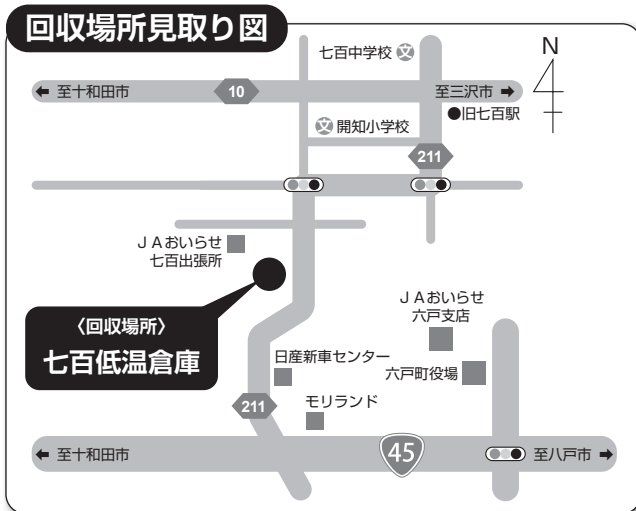 回収場所見取り図
七百中学校 文
N
← 至十和田市
10
至三沢市 →
●旧七百駅
文 開知小学校
211
JAおいらせ
七百出張所
〈回収場所〉
七百低温倉庫
JAおいらせ
六戸支店
日産新車センター
六戸町役場
モリランド
211
← 至十和田市
45
至八戸市 →